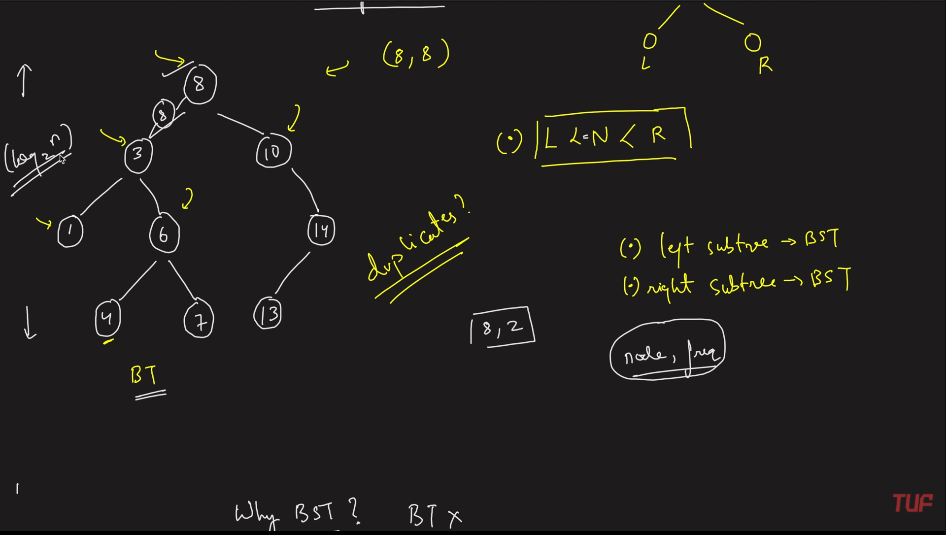 (8, 8)
L
R
8
8
3
10
(log₂n)
(•) L <= N < R
1
6
14
duplicates?
(•) left subtree → BST
(•) right subtree → BST
4
7
13
8, 2
node, freq
BT
TUF
Why BST? BT x